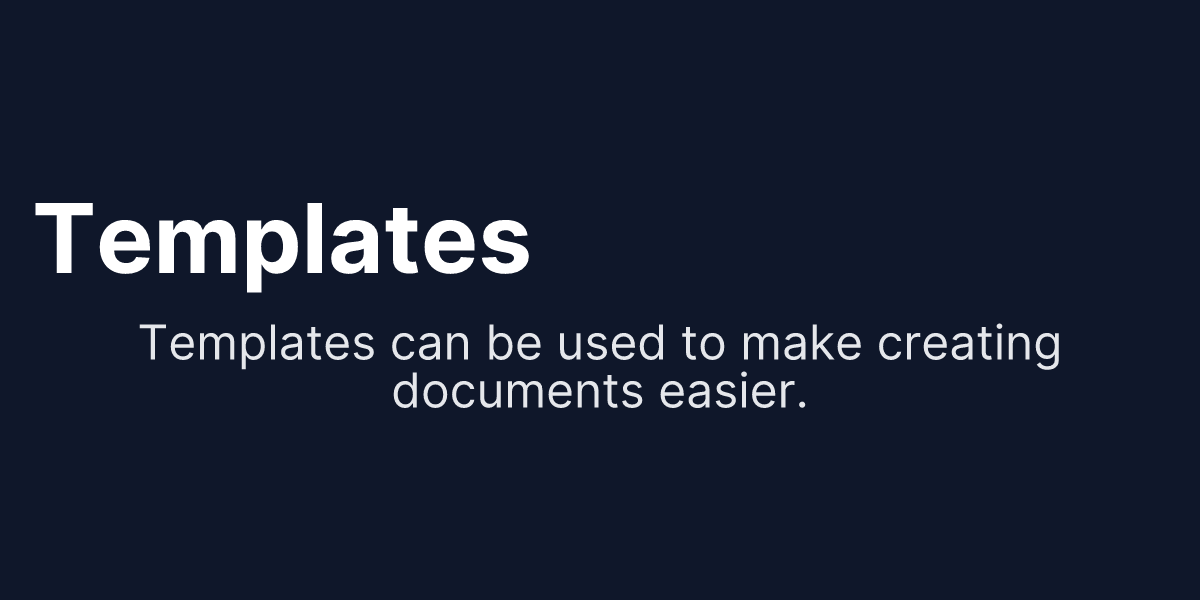 Templates
Templates can be used to make creating
documents easier.